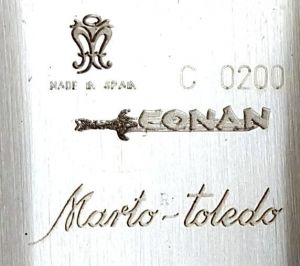 MADE IN SPAIN
C 0200
CONAN
Marto-toledo